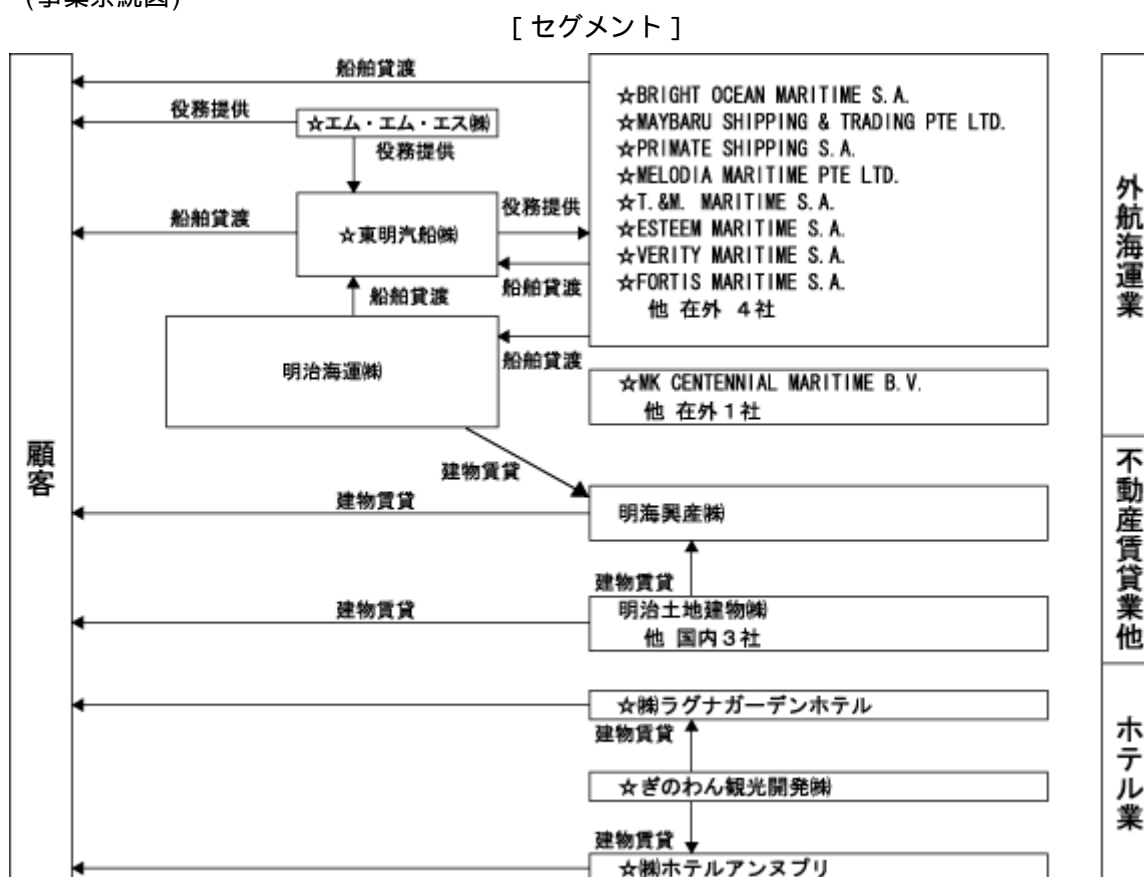 (事業系統図)
[ セグメント ]
船舶貸渡
役務提供
☆エム・エム・エス㈱
役務提供
船舶貸渡
☆東明汽船㈱
役務提供
船舶貸渡
船舶貸渡
明治海運㈱
船舶貸渡
☆BRIGHT OCEAN MARITIME S.A.
☆MAYBARU SHIPPING & TRADING PTE LTD.
☆PRIMATE SHIPPING S.A.
☆MELODIA MARITIME PTE LTD.
☆T.&M. MARITIME S.A.
☆ESTEEM MARITIME S.A.
☆VERITY MARITIME S.A.
☆FORTIS MARITIME S.A.
他 在外 4社
☆MK CENTENNIAL MARITIME B.V.
他 在外1社
外航海運業
顧客
建物賃貸
建物賃貸
明海興産㈱
建物賃貸
建物賃貸
明治土地建物㈱
他 国内3社
不動産賃貸業他
☆㈱ラグナガーデンホテル
建物賃貸
☆ぎのわん観光開発㈱
建物賃貸
☆㈱ホテルアンヌプリ
ホテル業